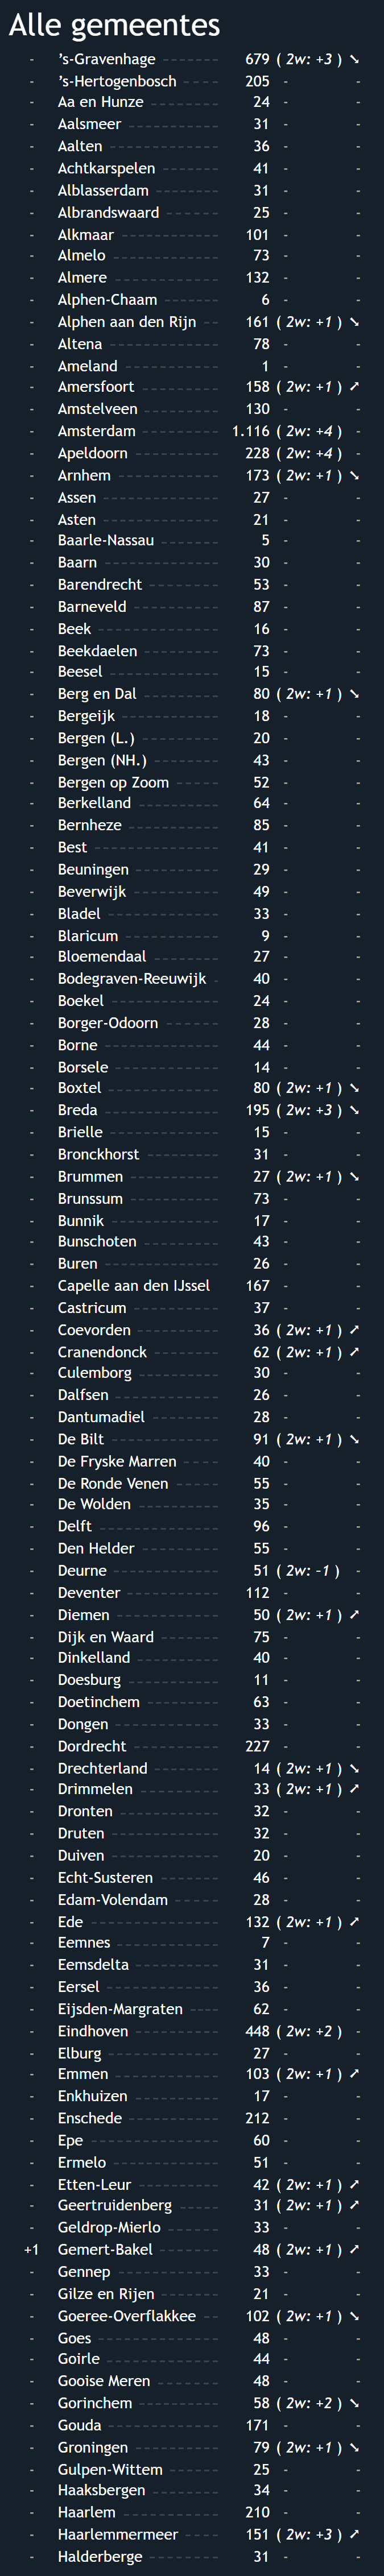 Alle gemeentes
- ’s-Gravenhage 679 ( 2w: +3 ) ➘
- ’s-Hertogenbosch 205 - -
- Aa en Hunze 24 - -
- Aalsmeer 31 - -
- Aalten 36 - -
- Achtkarspelen 41 - -
- Alblasserdam 31 - -
- Albrandswaard 25 - -
- Alkmaar 101 - -
- Almelo 73 - -
- Almere 132 - -
- Alphen-Chaam 6 - -
- Alphen aan den Rijn 161 ( 2w: +1 ) ➘
- Altena 78 - -
- Ameland 1 - -
- Amersfoort 158 ( 2w: +1 ) ➚
- Amstelveen 130 - -
- Amsterdam 1.116 ( 2w: +4 ) -
- Apeldoorn 228 ( 2w: +4 ) -
- Arnhem 173 ( 2w: +1 ) ➘
- Assen 27 - -
- Asten 21 - -
- Baarle-Nassau 5 - -
- Baarn 30 - -
- Barendrecht 53 - -
- Barneveld 87 - -
- Beek 16 - -
- Beekdaelen 73 - -
- Beesel 15 - -
- Berg en Dal 80 ( 2w: +1 ) ➘
- Bergeijk 18 - -
- Bergen (L.) 20 - -
- Bergen (NH.) 43 - -
- Bergen op Zoom 52 - -
- Berkelland 64 - -
- Bernheze 85 - -
- Best 41 - -
- Beuningen 29 - -
- Beverwijk 49 - -
- Bladel 33 - -
- Blaricum 9 - -
- Bloemendaal 27 - -
- Bodegraven-Reeuwijk 40 - -
- Boekel 24 - -
- Borger-Odoorn 28 - -
- Borne 44 - -
- Borsele 14 - -
- Boxtel 80 ( 2w: +1 ) ➘
- Breda 195 ( 2w: +3 ) ➘
- Brielle 15 - -
- Bronckhorst 31 - -
- Brummen 27 ( 2w: +1 ) ➘
- Brunssum 73 - -
- Bunnik 17 - -
- Bunschoten 43 - -
- Buren 26 - -
- Capelle aan den IJssel 167 - -
- Castricum 37 - -
- Coevorden 36 ( 2w: +1 ) ➚
- Cranendonck 62 ( 2w: +1 ) ➚
- Culemborg 30 - -
- Dalfsen 26 - -
- Dantumadiel 28 - -
- De Bilt 91 ( 2w: +1 ) ➘
- De Fryske Marren 40 - -
- De Ronde Venen 55 - -
- De Wolden 35 - -
- Delft 96 - -
- Den Helder 55 - -
- Deurne 51 ( 2w: -1 ) -
- Deventer 112 - -
- Diemen 50 ( 2w: +1 ) ➚
- Dijk en Waard 75 - -
- Dinkelland 40 - -
- Doesburg 11 - -
- Doetinchem 63 - -
- Dongen 33 - -
- Dordrecht 227 - -
- Drechterland 14 ( 2w: +1 ) ➘
- Drimmelen 33 ( 2w: +1 ) ➚
- Dronten 32 - -
- Druten 32 - -
- Duiven 20 - -
- Echt-Susteren 46 - -
- Edam-Volendam 28 - -
- Ede 132 ( 2w: +1 ) ➚
- Eemnes 7 - -
- Eemsdelta 31 - -
- Eersel 36 - -
- Eijsden-Margraten 62 - -
- Eindhoven 448 ( 2w: +2 ) -
- Elburg 27 - -
- Emmen 103 ( 2w: +1 ) ➚
- Enkhuizen 17 - -
- Enschede 212 - -
- Epe 60 - -
- Ermelo 51 - -
- Etten-Leur 42 ( 2w: +1 ) ➚
- Geertruidenberg 31 ( 2w: +1 ) ➚
- Geldrop-Mierlo 33 - -
+1 Gemert-Bakel 48 ( 2w: +1 ) ➚
- Gennep 33 - -
- Gilze en Rijen 21 - -
- Goeree-Overflakkee 102 ( 2w: +1 ) ➘
- Goes 48 - -
- Goirle 44 - -
- Gooise Meren 48 - -
- Gorinchem 58 ( 2w: +2 ) ➘
- Gouda 171 - -
- Groningen 79 ( 2w: +1 ) ➘
- Gulpen-Wittem 25 - -
- Haaksbergen 34 - -
- Haarlem 210 - -
- Haarlemmermeer 151 ( 2w: +3 ) ➚
- Halderberge 31 - -